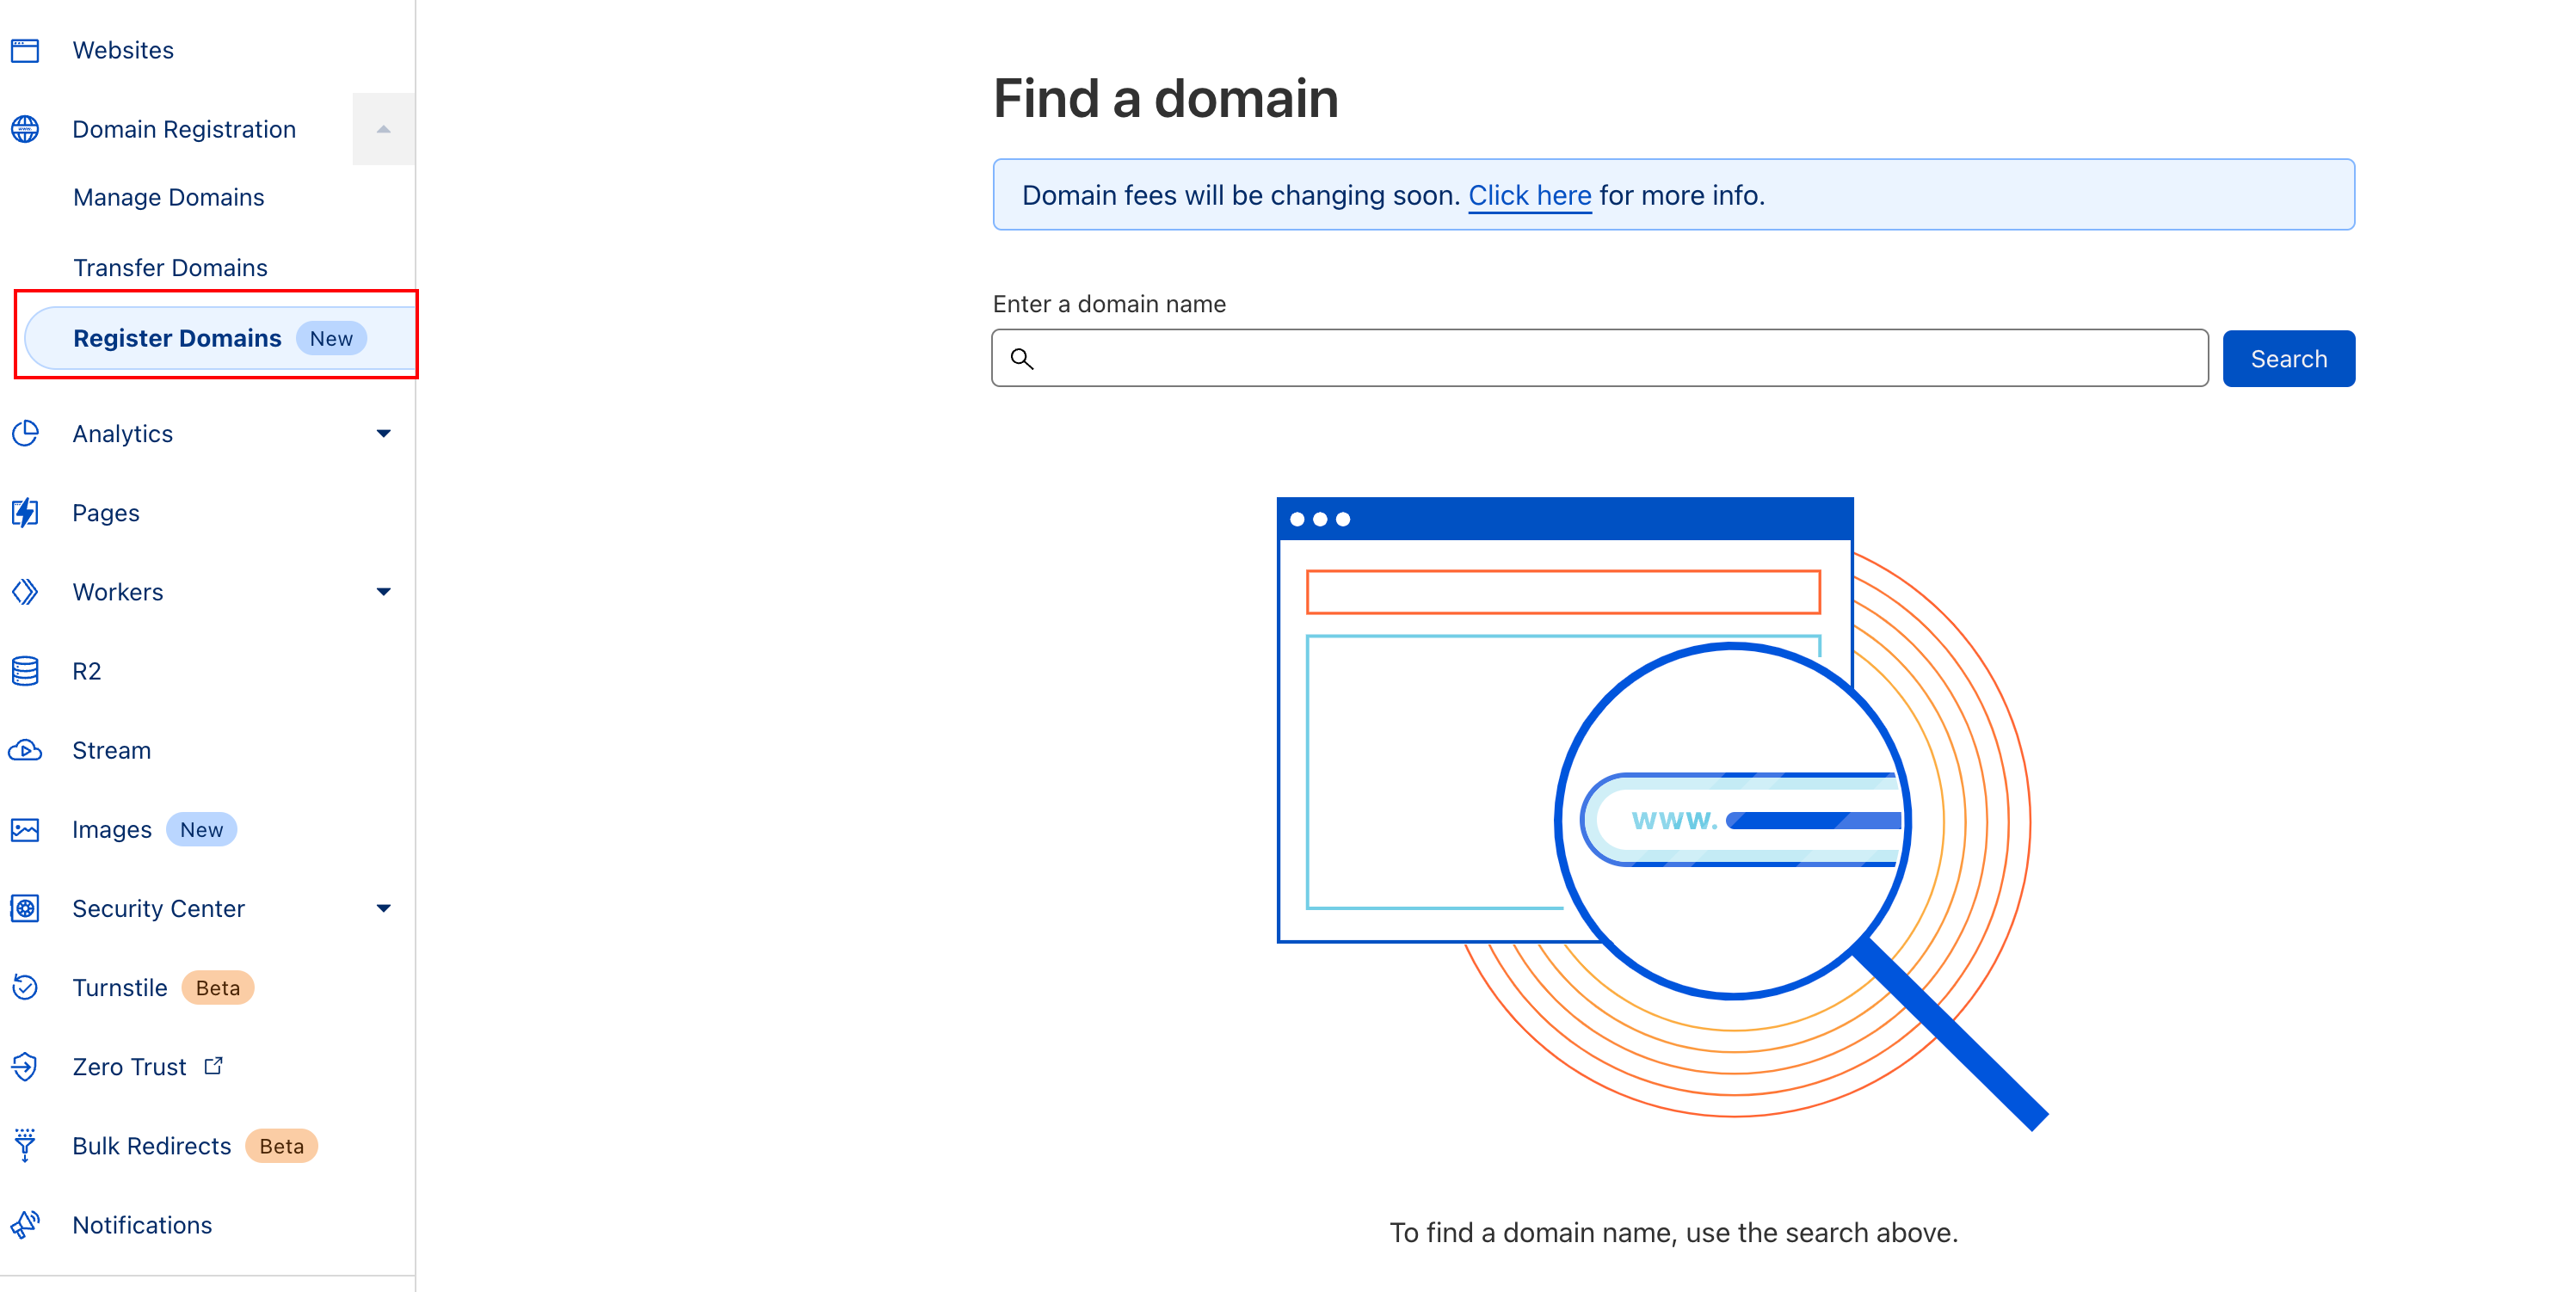 Websites
Domain Registration
Manage Domains
Transfer Domains
Register Domains New
Analytics
Pages
Workers
R2
Stream
Images New
Security Center
Turnstile Beta
Zero Trust
Bulk Redirects Beta
Notifications
Find a domain
Domain fees will be changing soon. Click here for more info.
Enter a domain name
Search
www.
To find a domain name, use the search above.